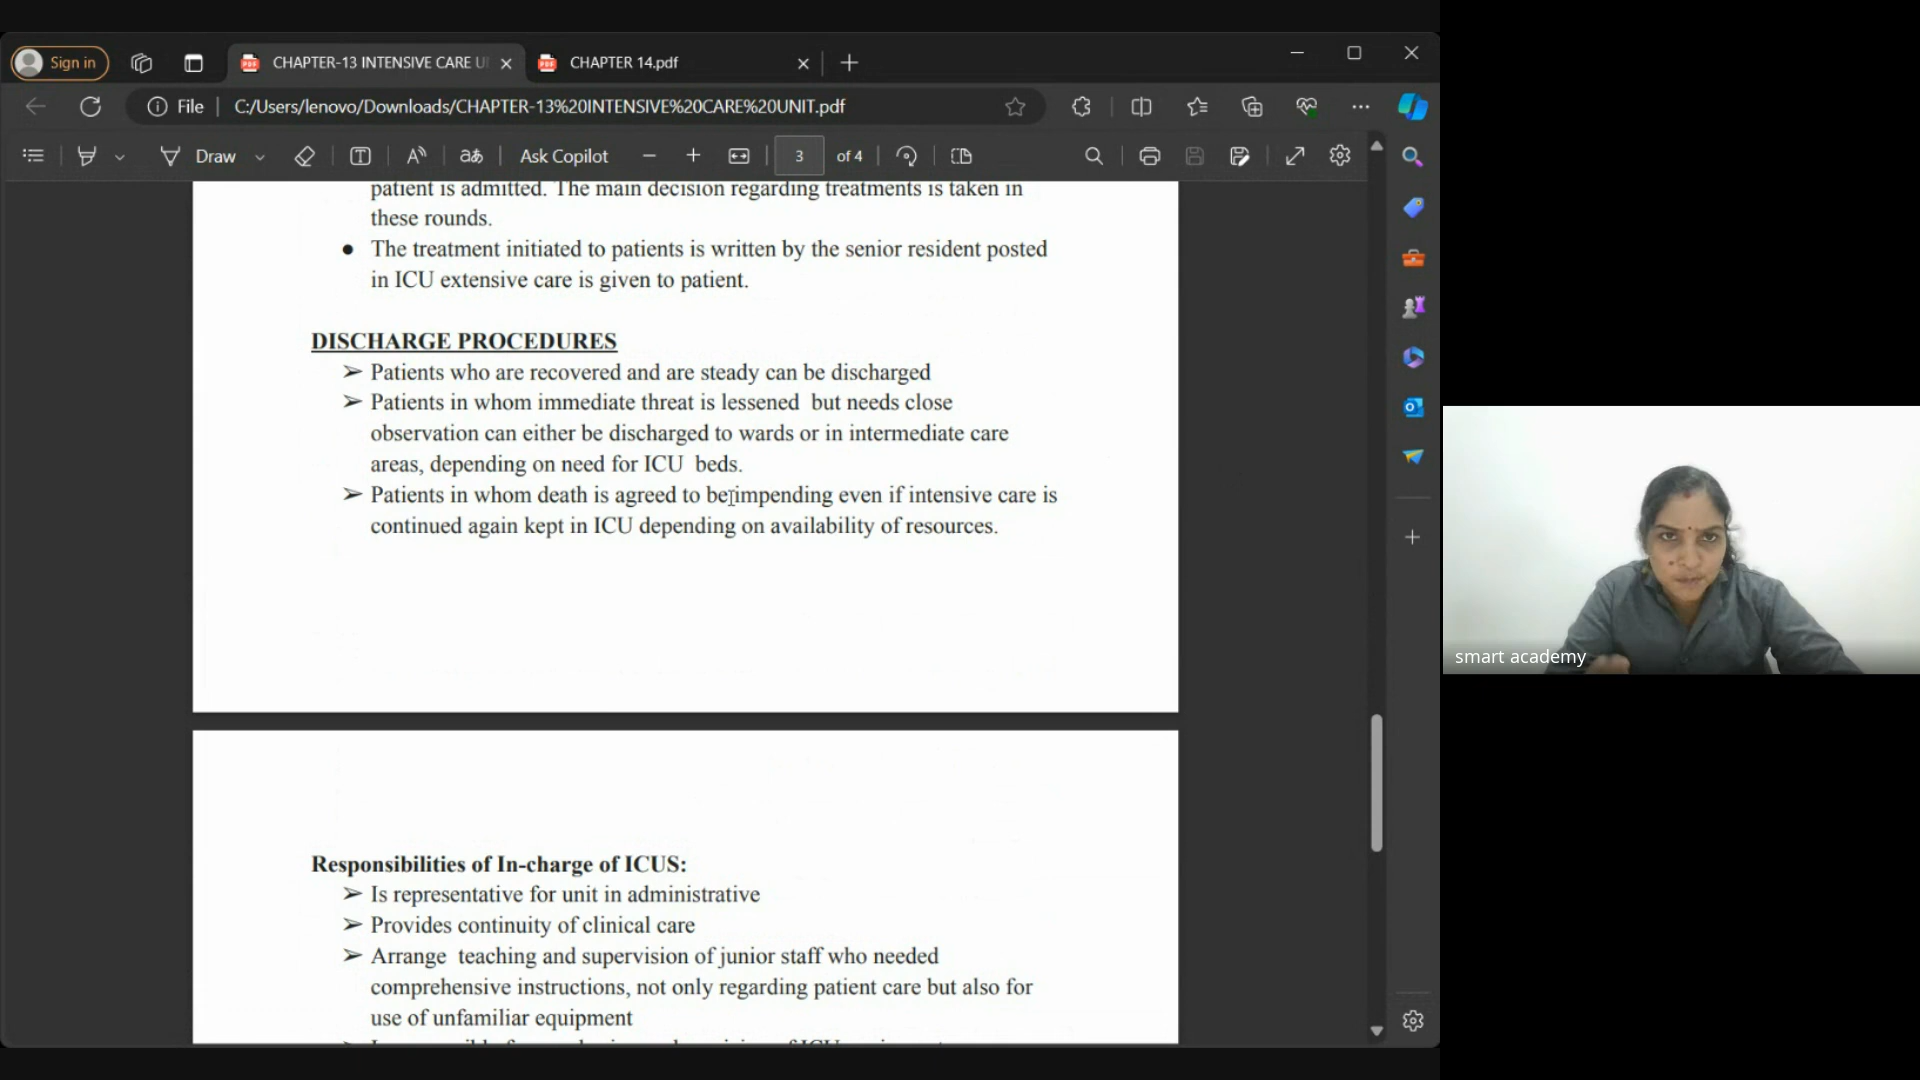 Sign in
CHAPTER-13 INTENSIVE CARE U
CHAPTER 14.pdf
File
C:/Users/lenovo/Downloads/CHAPTER-13%20INTENSIVE%20CARE%20UNIT.pdf
Draw
Ask Copilot
3 of 4
patient is admitted. The main decision regarding treatments is taken in
these rounds.
● The treatment initiated to patients is written by the senior resident posted
in ICU extensive care is given to patient.
DISCHARGE PROCEDURES
➢ Patients who are recovered and are steady can be discharged
➢ Patients in whom immediate threat is lessened but needs close
observation can either be discharged to wards or in intermediate care
areas, depending on need for ICU beds.
➢ Patients in whom death is agreed to be impending even if intensive care is
continued again kept in ICU depending on availability of resources.
Responsibilities of In-charge of ICUS:
➢ Is representative for unit in administrative
➢ Provides continuity of clinical care
➢ Arrange teaching and supervision of junior staff who needed
comprehensive instructions, not only regarding patient care but also for
use of unfamiliar equipment
smart academy